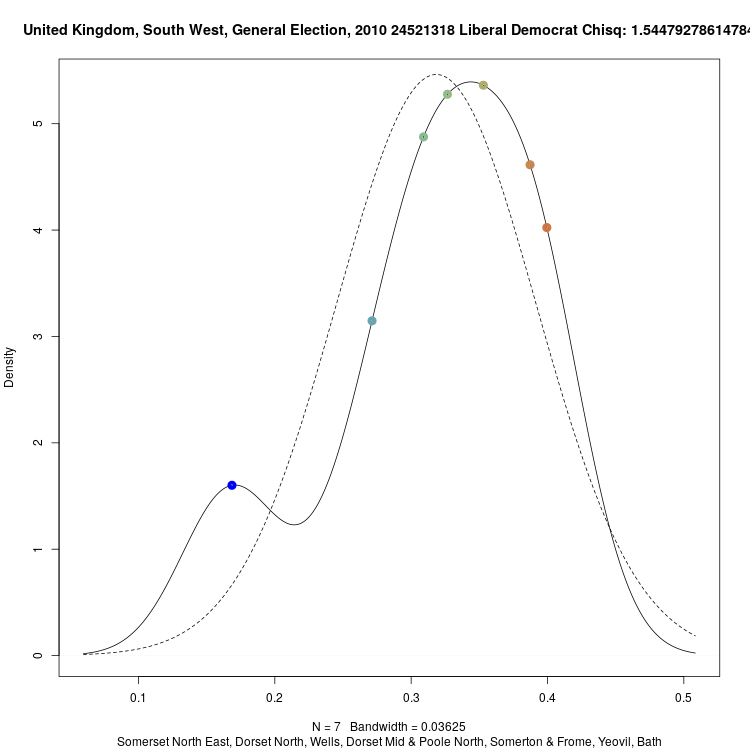 United Kingdom, South West, General Election, 2010 24521318 Liberal Democrat Chisq: 1.5447927861478
5
4
3
2
1
0
Density
0.1 0.2 0.3 0.4 0.5
N = 7 Bandwidth = 0.03625
Somerset North East, Dorset North, Wells, Dorset Mid & Poole North, Somerton & Frome, Yeovil, Bath